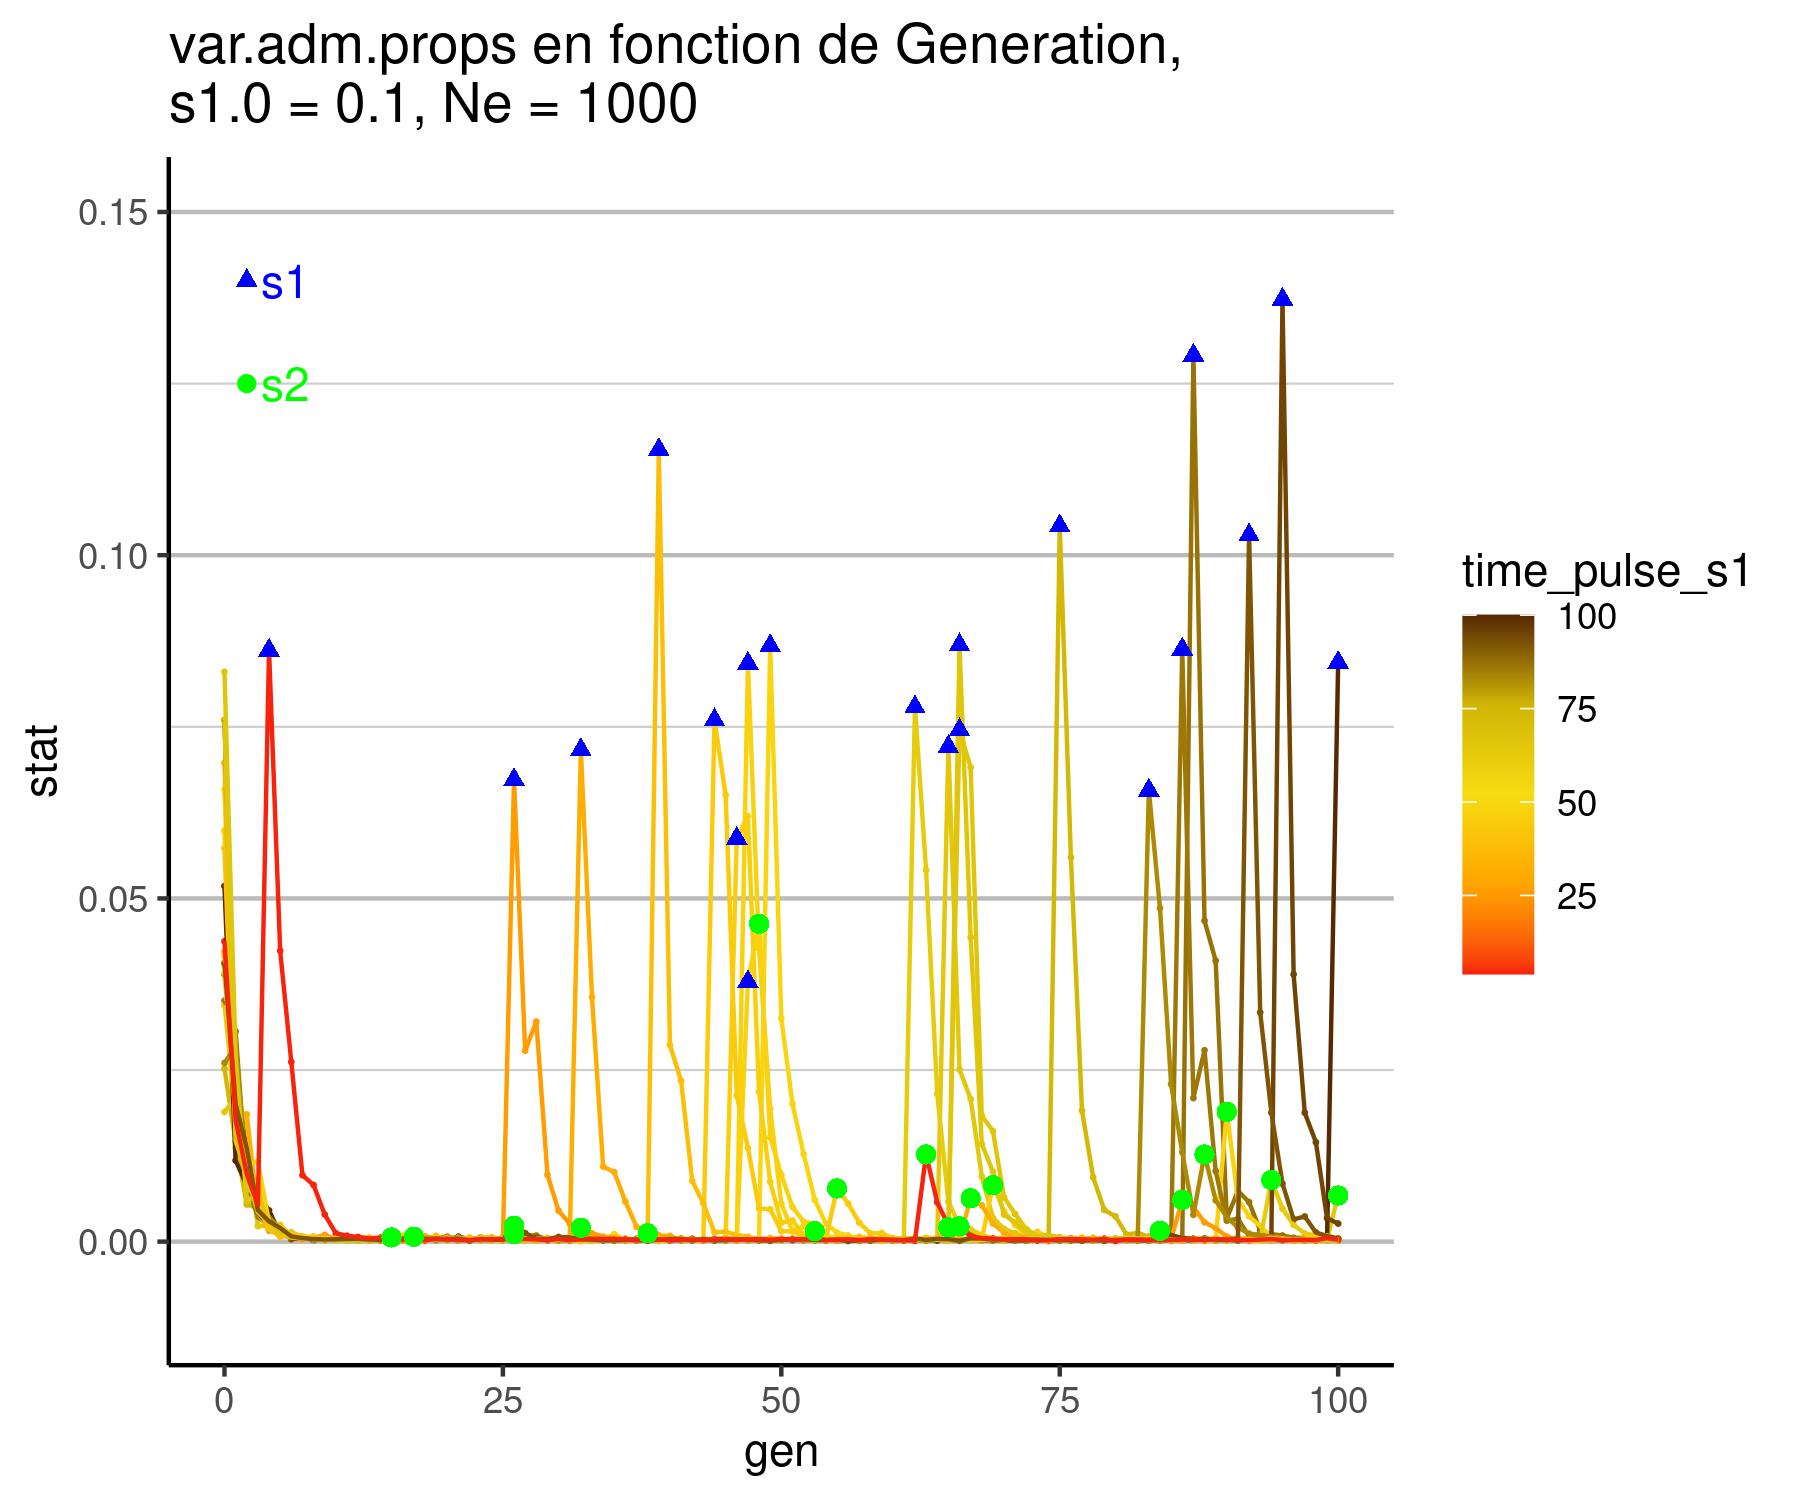 var.adm.props en fonction de Generation,
s1.0 = 0.1, Ne = 1000
0.15
0.10
0.05
0.00
stat
s1
s2
0
25
50
75
100
gen
time_pulse_s1
100
75
50
25